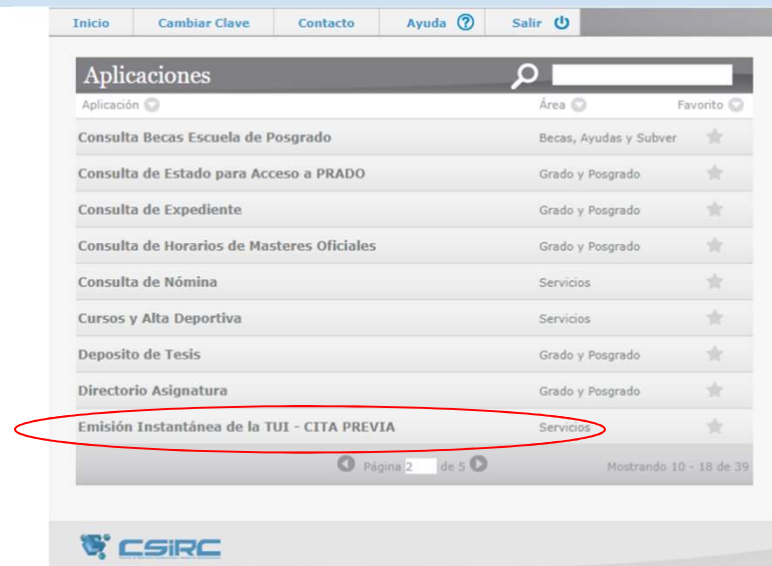 Inicio Cambiar Clave Contacto Ayuda Salir
Aplicaciones
Aplicación Área Favorito
Consulta Becas Escuela de Posgrado Becas, Ayudas y Subver
Consulta de Estado para Acceso a PRADO Grado y Posgrado
Consulta de Expediente Grado y Posgrado
Consulta de Horarios de Masteres Oficiales Grado y Posgrado
Consulta de Nómina Servicios
Cursos y Alta Deportiva Servicios
Deposito de Tesis Grado y Posgrado
Directorio Asignatura Grado y Posgrado
Emisión Instantánea de la TUI - CITA PREVIA Servicios
Página 2 de 5 Mostrando 10 - 18 de 39
CSiRC